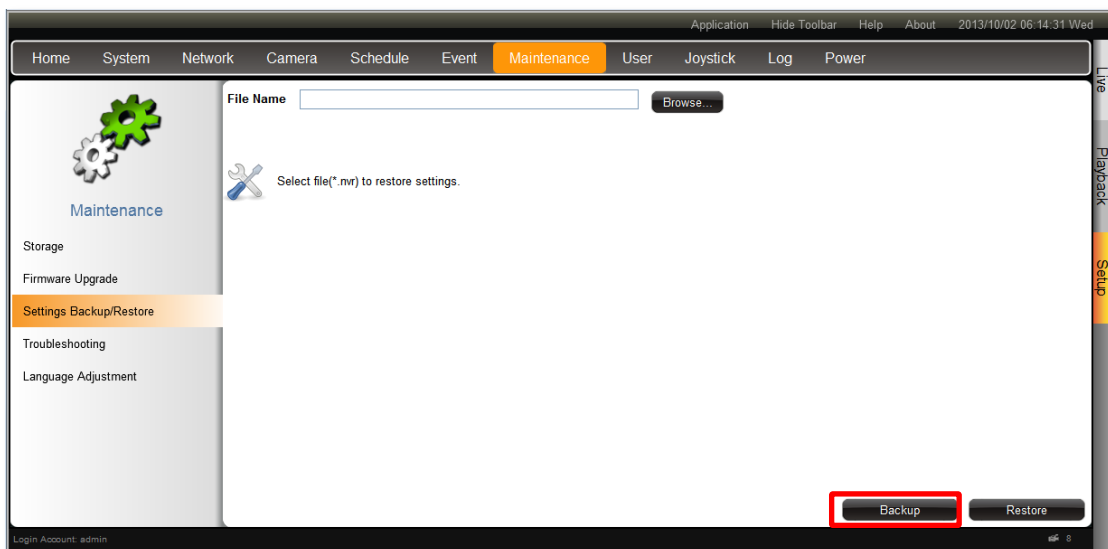 Application Hide Toolbar Help About 2013/10/02 06:14:31 Wed
Home System Network Camera Schedule Event Maintenance User Joystick Log Power
Live
Playback
Setup
Maintenance
Storage
Firmware Upgrade
Settings Backup/Restore
Troubleshooting
Language Adjustment
File Name Browse...
Select file(*.nvr) to restore settings.
Backup Restore
Login Account: admin 8